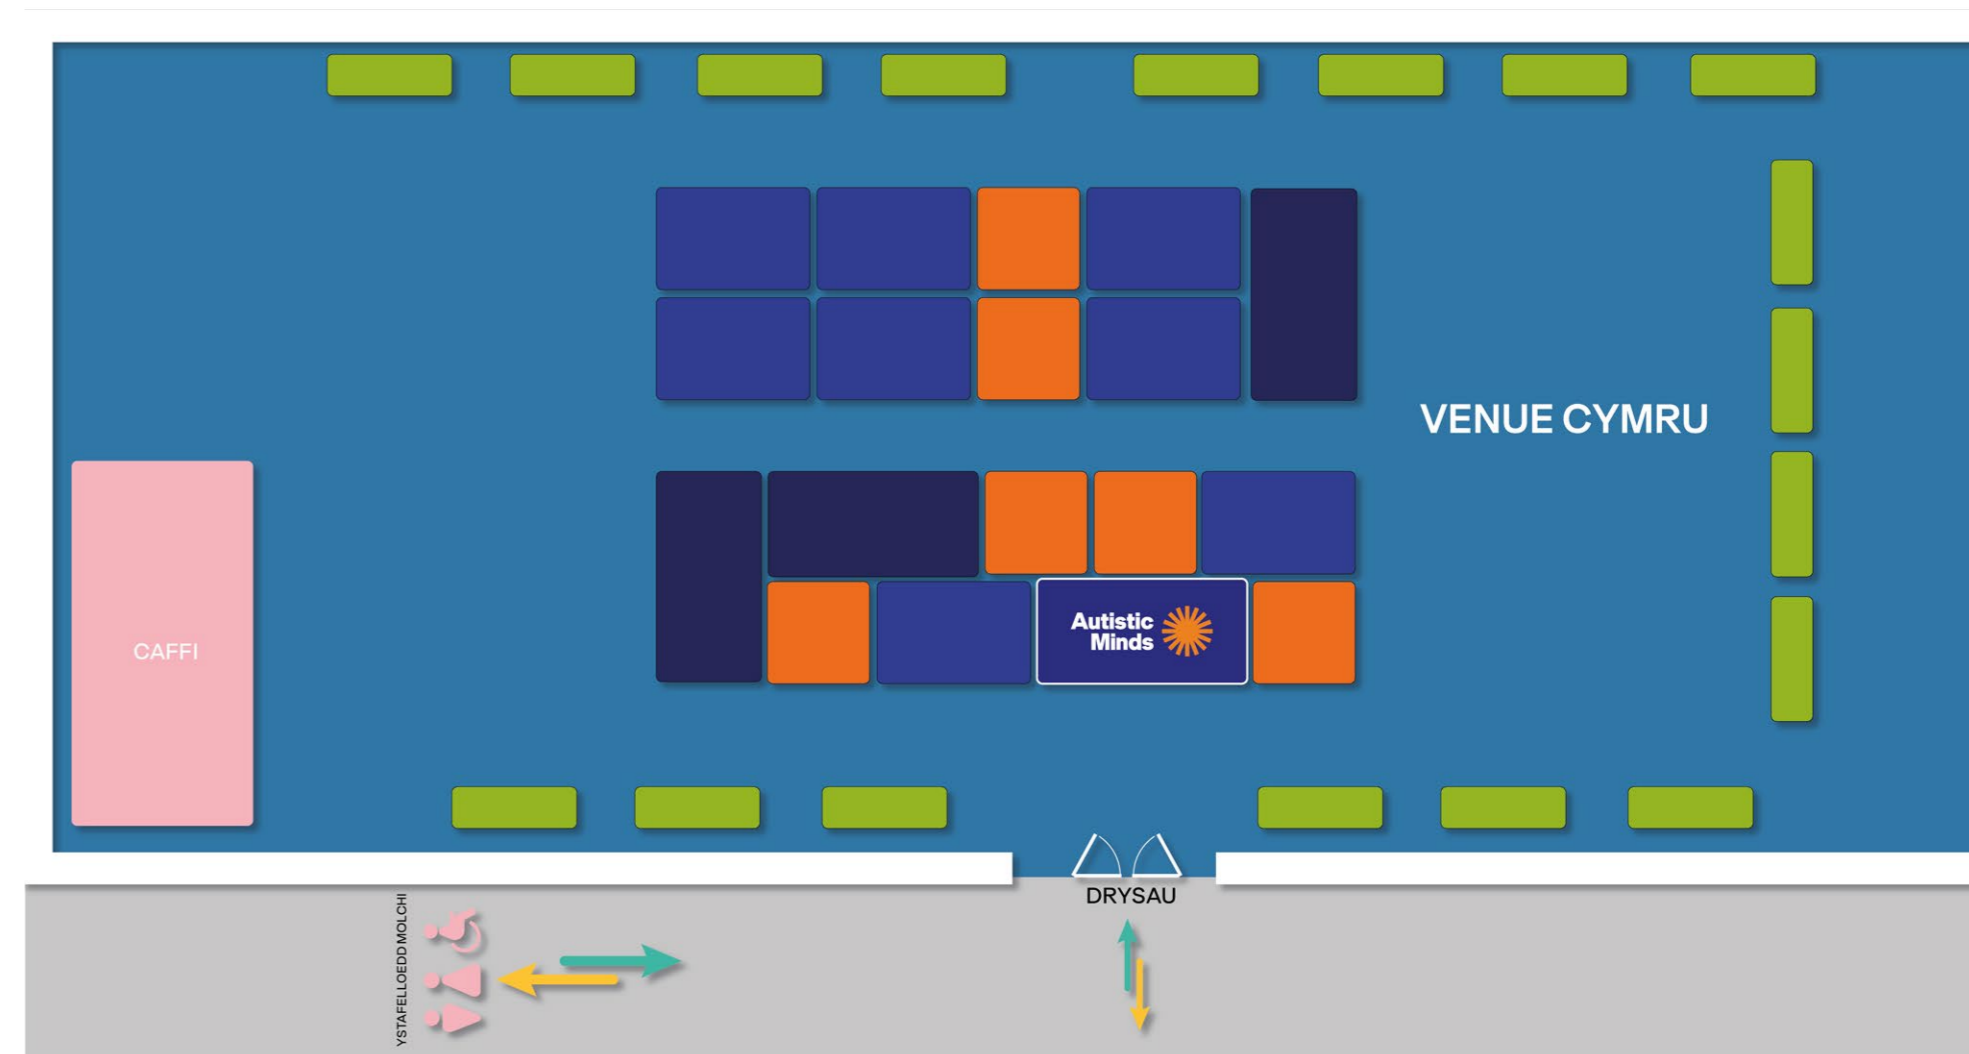 VENUE CYMRU
Autistic
Minds
CAFFI
DRYSAU
YSTAFELLOEDD MOLCHI